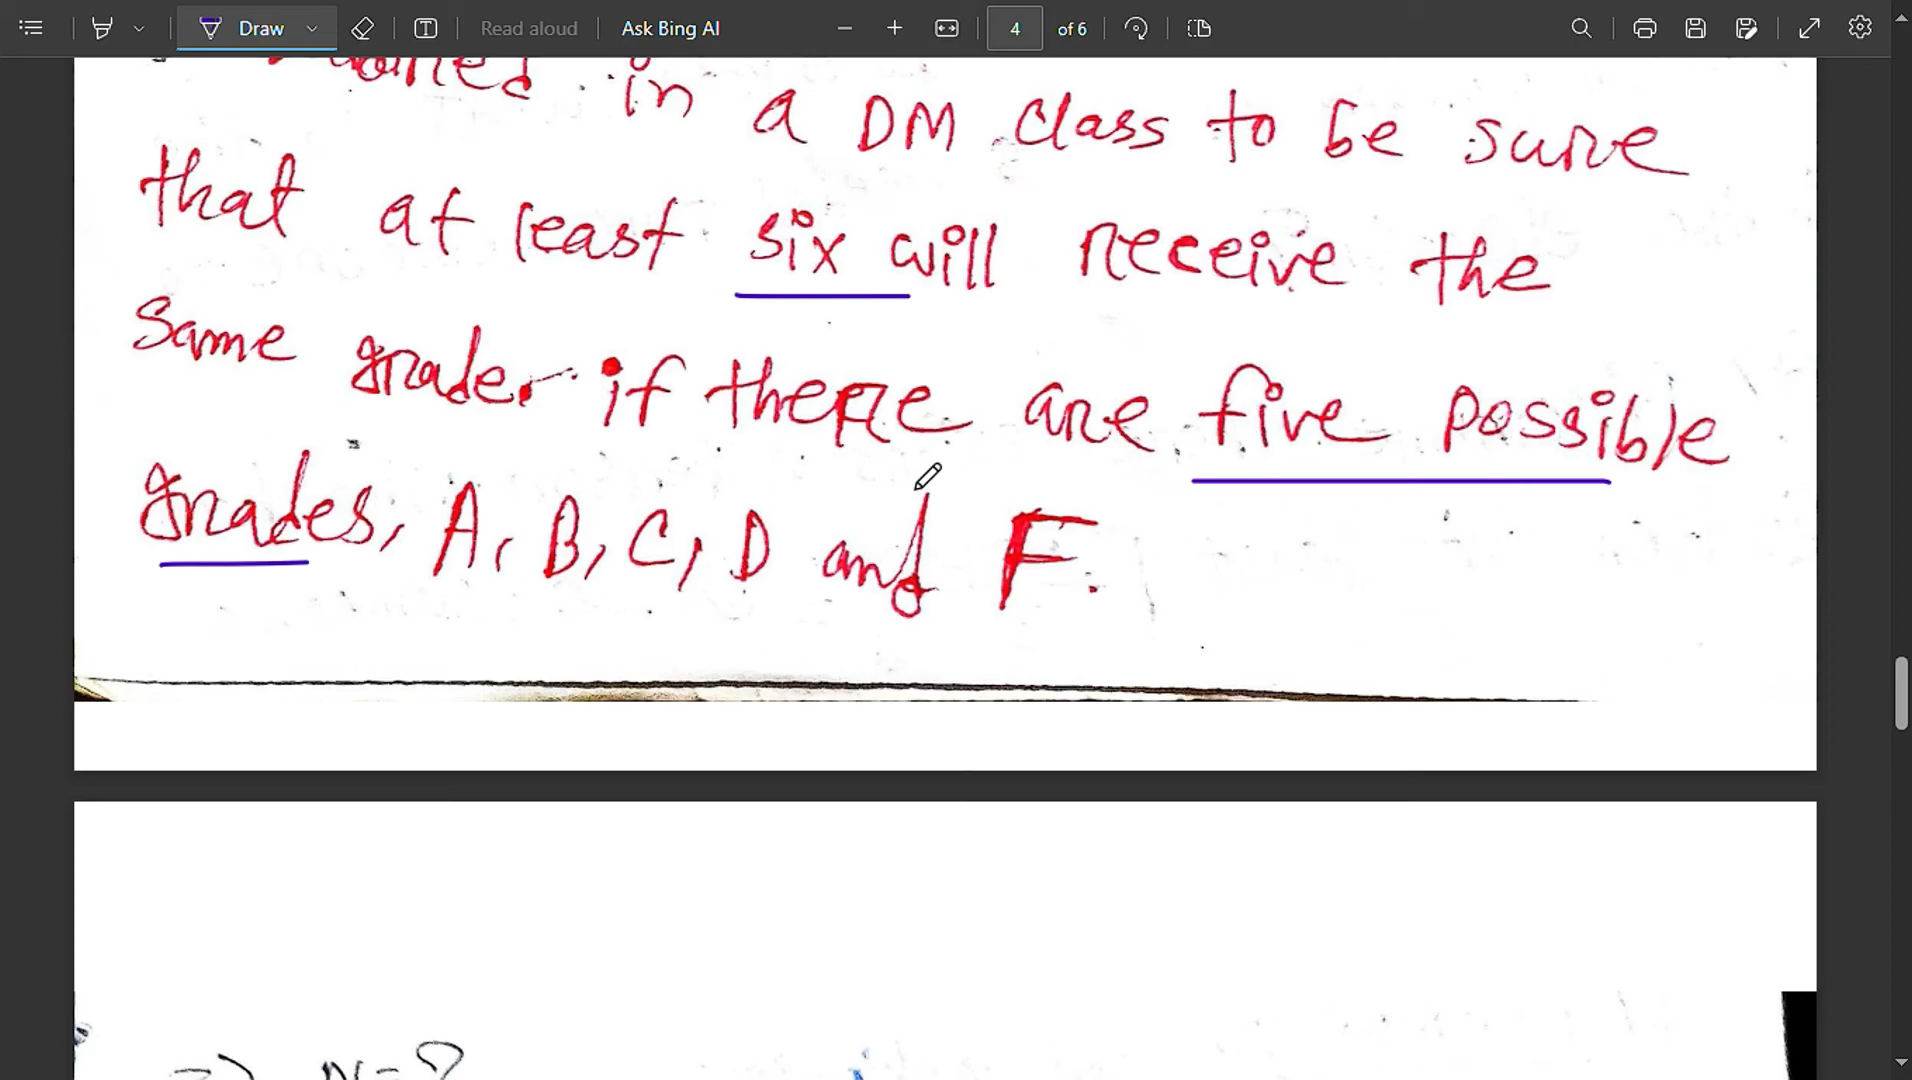 Draw
Read aloud
Ask Bing AI
4
of 6
in a DM class to be sure
that at least six will receive the
same grade, if there are five possible
grades, A, B, C, D and F.
N = ?